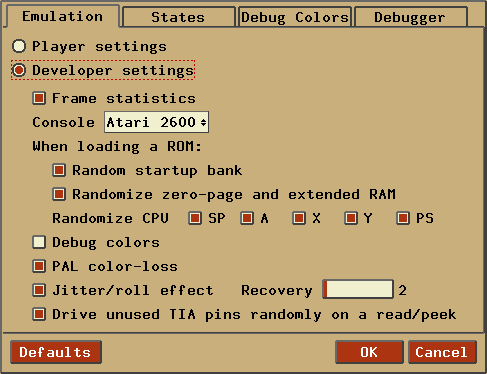 Emulation States Debug Colors Debugger
Player settings
Developer settings
Frame statistics
Console Atari 2600
When loading a ROM:
Random startup bank
Randomize zero-page and extended RAM
Randomize CPU SP A X Y PS
Debug colors
PAL color-loss
Jitter/roll effect Recovery 2
Drive unused TIA pins randomly on a read/peek
Defaults OK Cancel